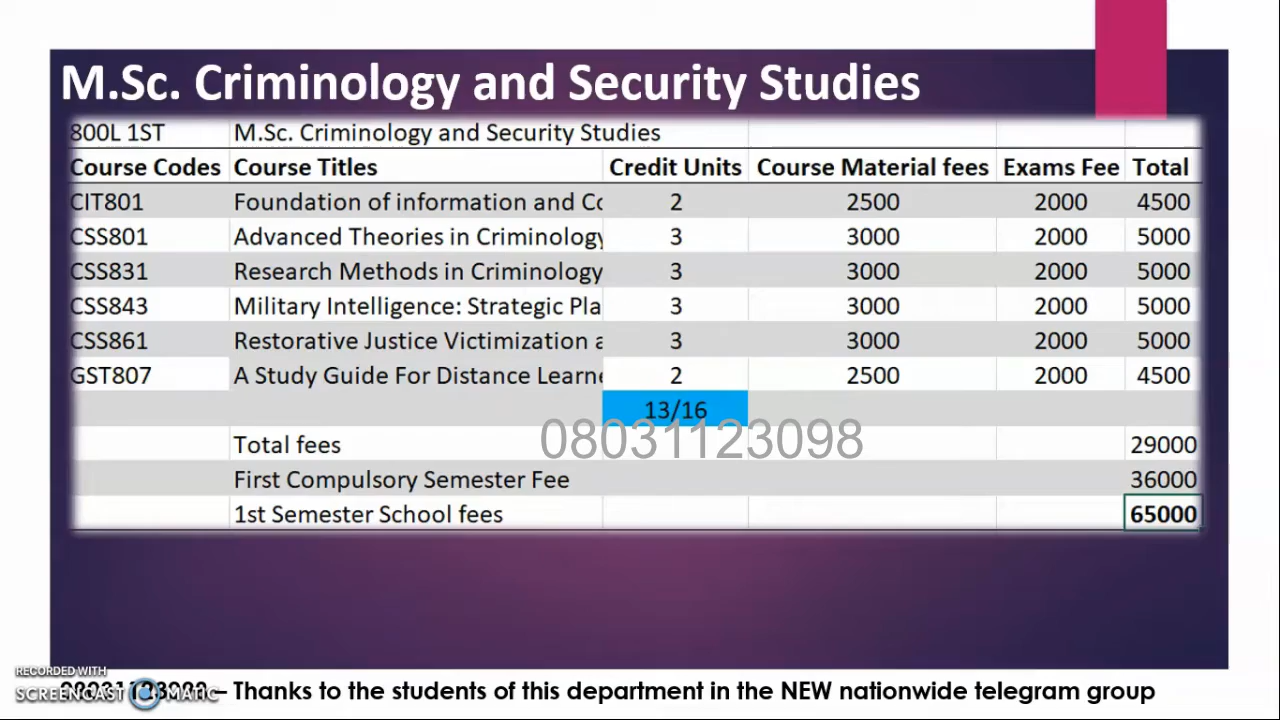 M.Sc. Criminology and Security Studies
800L 1ST M.Sc. Criminology and Security Studies
Course Codes Course Titles Credit Units Course Material fees Exams Fee Total
CIT801 Foundation of information and Co 2 2500 2000 4500
CSS801 Advanced Theories in Criminology 3 3000 2000 5000
CSS831 Research Methods in Criminology 3 3000 2000 5000
CSS843 Military Intelligence: Strategic Pla 3 3000 2000 5000
CSS861 Restorative Justice Victimization a 3 3000 2000 5000
GST807 A Study Guide For Distance Learne 2 2500 2000 4500
13/16
08031123098
Total fees 29000
First Compulsory Semester Fee 36000
1st Semester School fees 65000
RECORDED WITH
SCREENCAST MATIC
– Thanks to the students of this department in the NEW nationwide telegram group